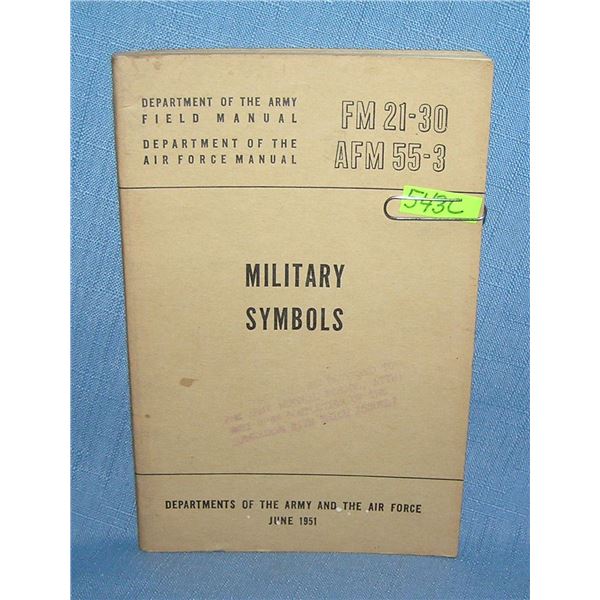 DEPARTMENT OF THE ARMY
FIELD MANUAL
DEPARTMENT OF THE
AIR FORCE MANUAL
FM 21-30
AFM 55-3
543C
MILITARY
SYMBOLS
DEPARTMENTS OF THE ARMY AND THE AIR FORCE
JUNE 1951